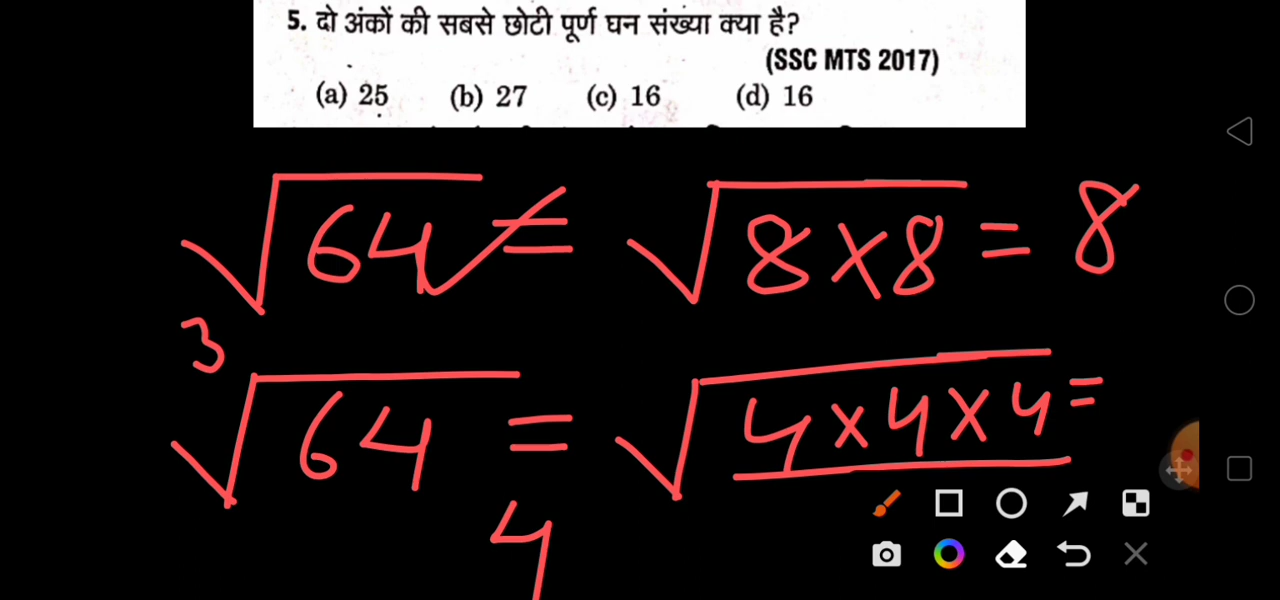 5. दो अंकों की सबसे छोटी पूर्ण घन संख्या क्या है?
(SSC MTS 2017)
(a) 25 (b) 27 (c) 16 (d) 16
√64 = √8×8 = 8
3√64 = √4×4×4 =
4